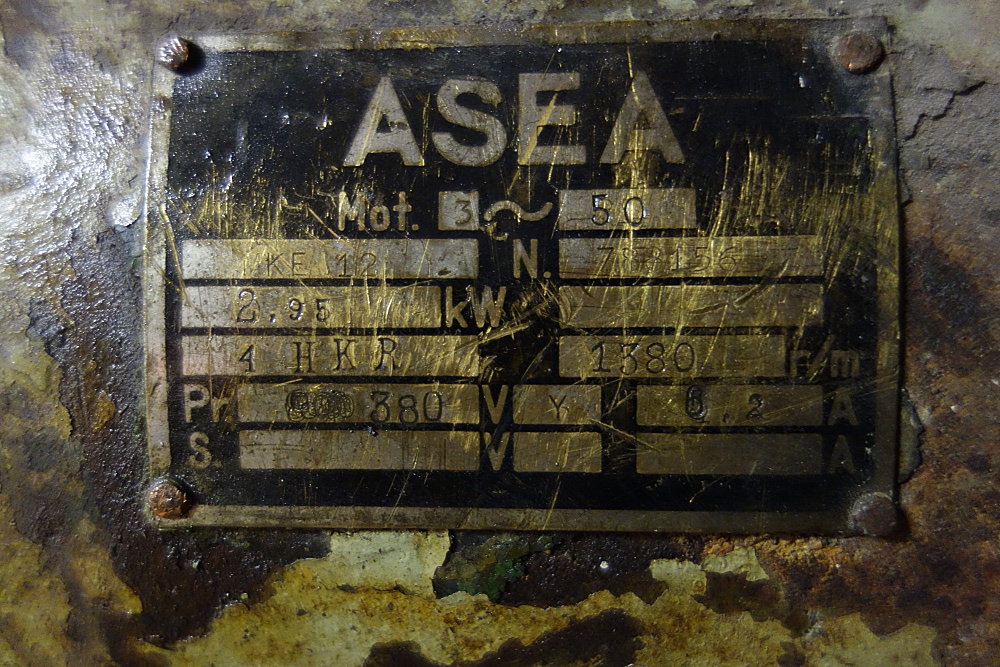 ASEA
Mot. 3 ~ 50
KE 12 N.
2.95 kW
4 HKR 1380 r/m
Pr. 380 V Y 6.2 A
S V A